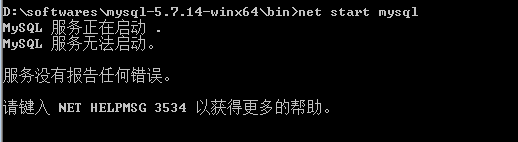 D:\softwares\mysql-5.7.14-winx64\bin>net start mysql
MySQL 服务正在启动 .
MySQL 服务无法启动。
服务没有报告任何错误。
请键入 NET HELPMSG 3534 以获得更多的帮助。